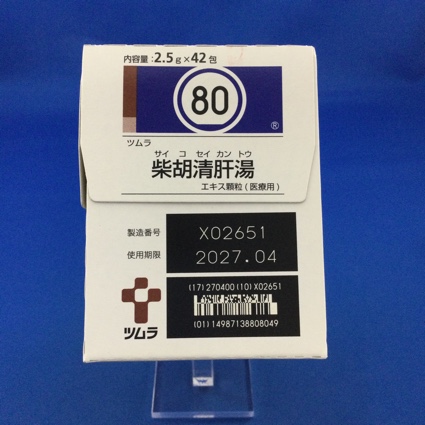 内容量:2.5g×42包
80
®
ツムラ
サイ コ セイ カン トウ
柴胡清肝湯
エキス顆粒(医療用)
製造番号 X02651
使用期限 2027.04
(17)270400(10)X02651
(01)14987138808049
ツムラ